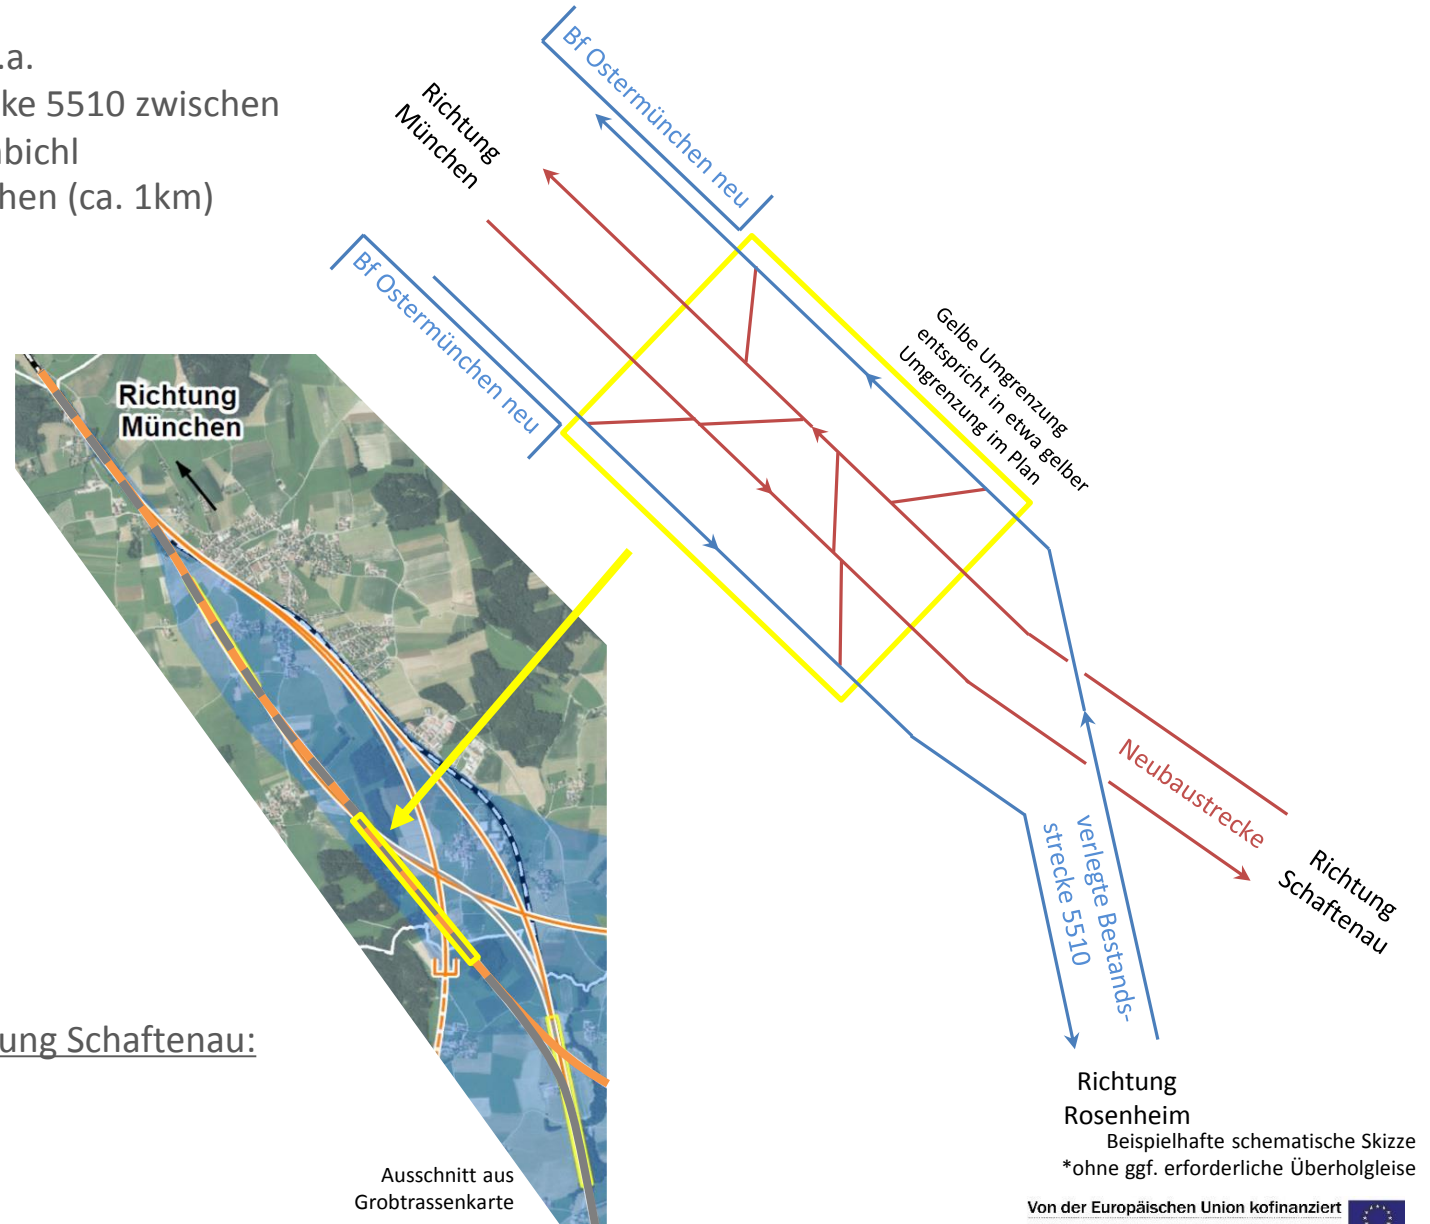 .a.
ke 5510 zwischen
bichl
hen (ca. 1km)
Bf Ostermünchen neu
Richtung
München
Bf Ostermünchen neu
Gelbe Umgrenzung
entspricht in etwa gelber
Umgrenzung im Plan
Richtung
München
Neubaustrecke
verlegte Bestands-
strecke 5510
Richtung
Schaftenau
ung Schaftenau:
Richtung
Rosenheim
Beispielhafte schematische Skizze
*ohne ggf. erforderliche Überholgleise
Ausschnitt aus
Grobtrassenkarte
Von der Europäischen Union kofinanziert